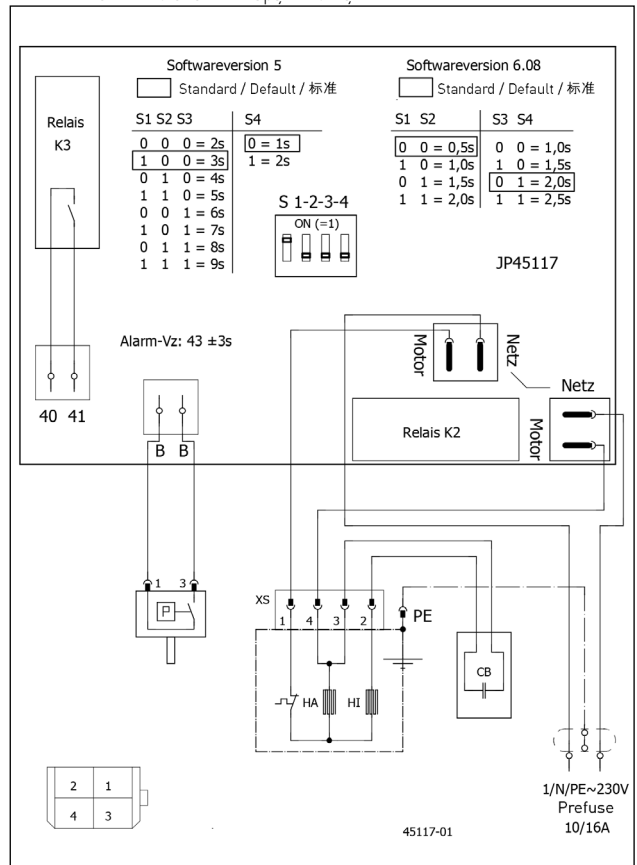 Softwareversion 5
Standard / Default / 标准
S1 S2 S3 S4
0 0 0 = 2s 0 = 1s
1 0 0 = 3s 1 = 2s
0 1 0 = 4s
1 1 0 = 5s
0 0 1 = 6s
1 0 1 = 7s
0 1 1 = 8s
1 1 1 = 9s
Softwareversion 6.08
Standard / Default / 标准
S1 S2 S3 S4
0 0 = 0,5s 0 0 = 1,0s
1 0 = 1,0s 1 0 = 1,5s
0 1 = 1,5s 0 1 = 2,0s
1 1 = 2,0s 1 1 = 2,5s
Relais
K3
S 1-2-3-4
ON (=1)
JP45117
Alarm-Vz: 43 ±3s
Motor
Netz
Netz
Motor
Relais K2
40 41
B B
1 3
P
XS
1 4 3 2
PE
HA
HI
CB
2 1
4 3
1/N/PE~230V
Prefuse
10/16A
45117-01